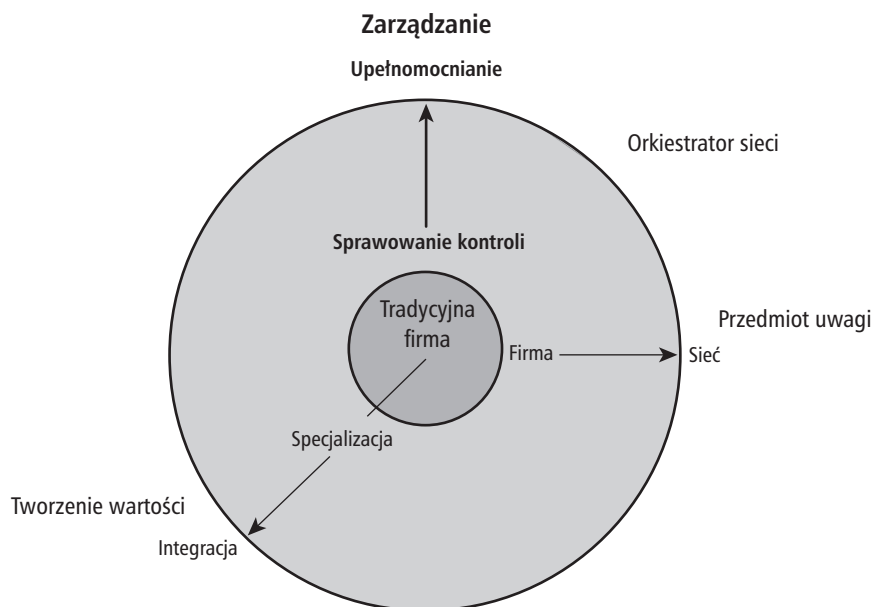 Zarządzanie
Upełnomocnianie
Orkiestrator sieci
Sprawowanie kontroli
Tradycyjna
firma
Przedmiot uwagi
Firma
Sieć
Specjalizacja
Tworzenie wartości
Integracja